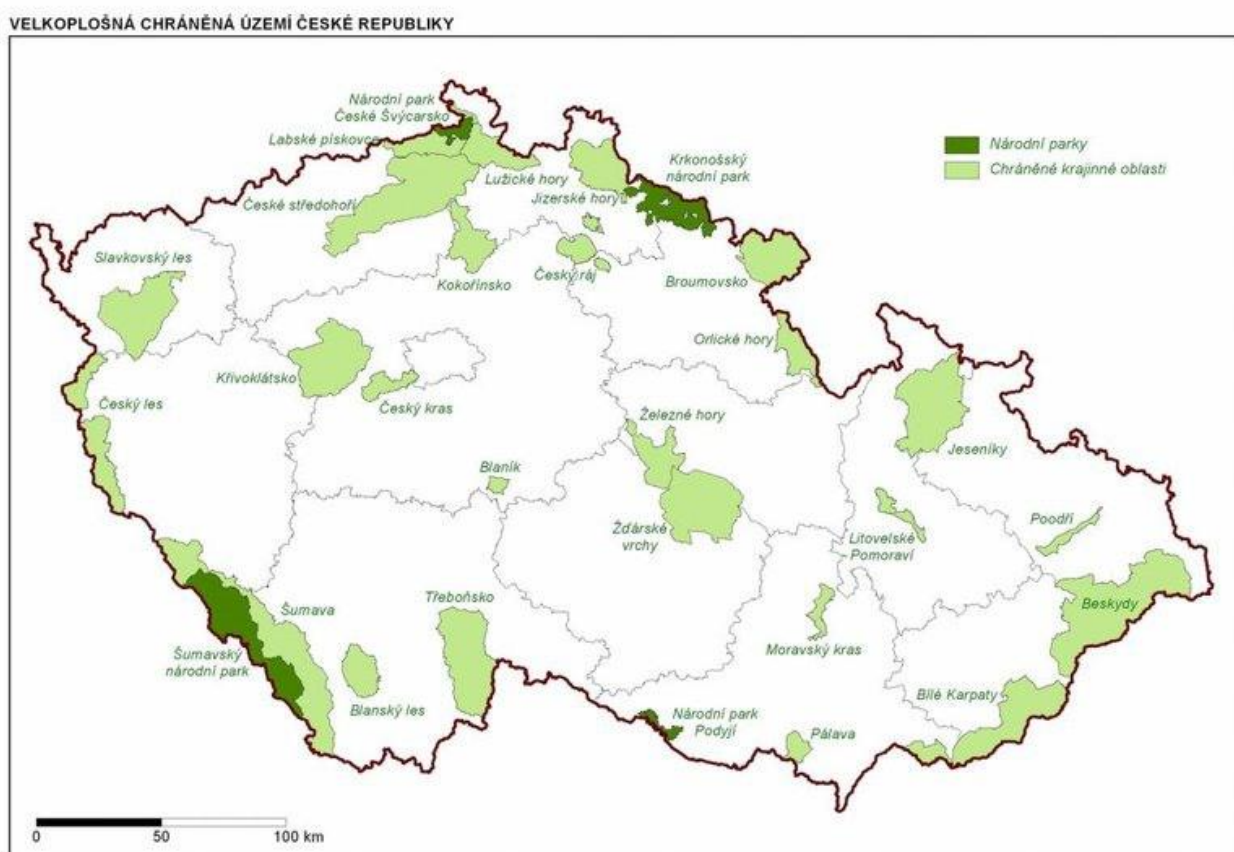 VELKOPLOŠNÁ CHRÁNĚNÁ ÚZEMÍ ČESKÉ REPUBLIKY
Národní park
České Švýcarsko
Labské pískovce
Lužické hory
Jizerské hory
Krkonošský
národní park
Národní parky
Chráněné krajinné oblasti
České středohoří
Slavkovský les
Kokořínsko
Český ráj
Broumovsko
Orlické hory
Křivoklátsko
Český kras
Český les
Železné hory
Jeseníky
Blaník
Žďárské
vrchy
Litovelské
Pomoraví
Poodří
Šumava
Třeboňsko
Beskydy
Moravský kras
Šumavský
národní park
Blanský les
Národní park
Podyjí
Pálava
Bílé Karpaty
0 50 100 km